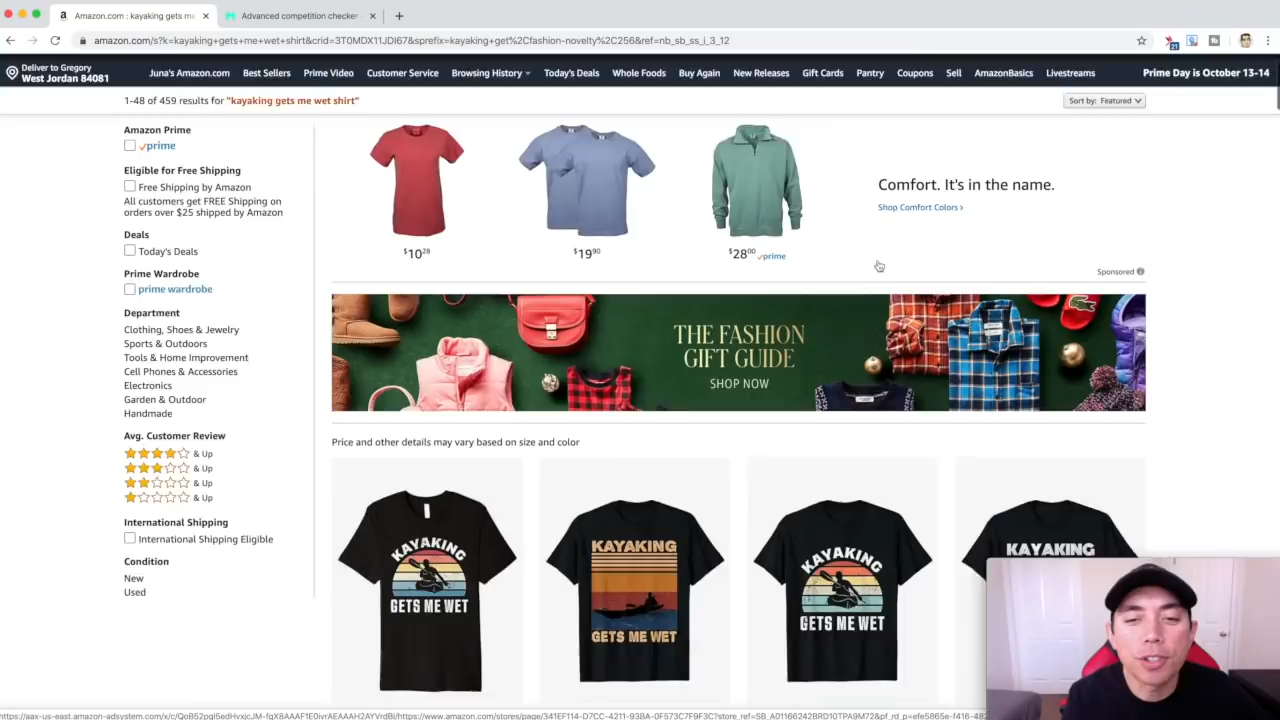 Amazon.com : kayaking gets me
Advanced competition checker
amazon.com/s?k=kayaking+gets+me+wet+shirt&crid=3T0MDX11JDI67&sprefix=kayaking+get%2Cfashion-novelty%2C256&ref=nb_sb_ss_i_3_12
21
Deliver to Gregory
West Jordan 84081
Juna's Amazon.com Best Sellers Prime Video Customer Service Browsing History Today's Deals Whole Foods Buy Again New Releases Gift Cards Pantry Coupons Sell AmazonBasics Livestreams Prime Day is October 13-14
1-48 of 459 results for "kayaking gets me wet shirt"
Sort by: Featured
Amazon Prime
prime
Eligible for Free Shipping
Free Shipping by Amazon
All customers get FREE Shipping on
orders over $25 shipped by Amazon
Deals
Today's Deals
Prime Wardrobe
prime wardrobe
Department
Clothing, Shoes & Jewelry
Sports & Outdoors
Tools & Home Improvement
Cell Phones & Accessories
Electronics
Garden & Outdoor
Handmade
Avg. Customer Review
& Up
& Up
& Up
& Up
International Shipping
International Shipping Eligible
Condition
New
Used
$10 28
$19 90
$28 00 prime
Comfort. It's in the name.
Shop Comfort Colors ›
Sponsored
THE FASHION
GIFT GUIDE
SHOP NOW
Price and other details may vary based on size and color
KAYAKING
GETS ME WET
KAYAKING
GETS ME WET
KAYAKING
GETS ME WET
KAYAKING